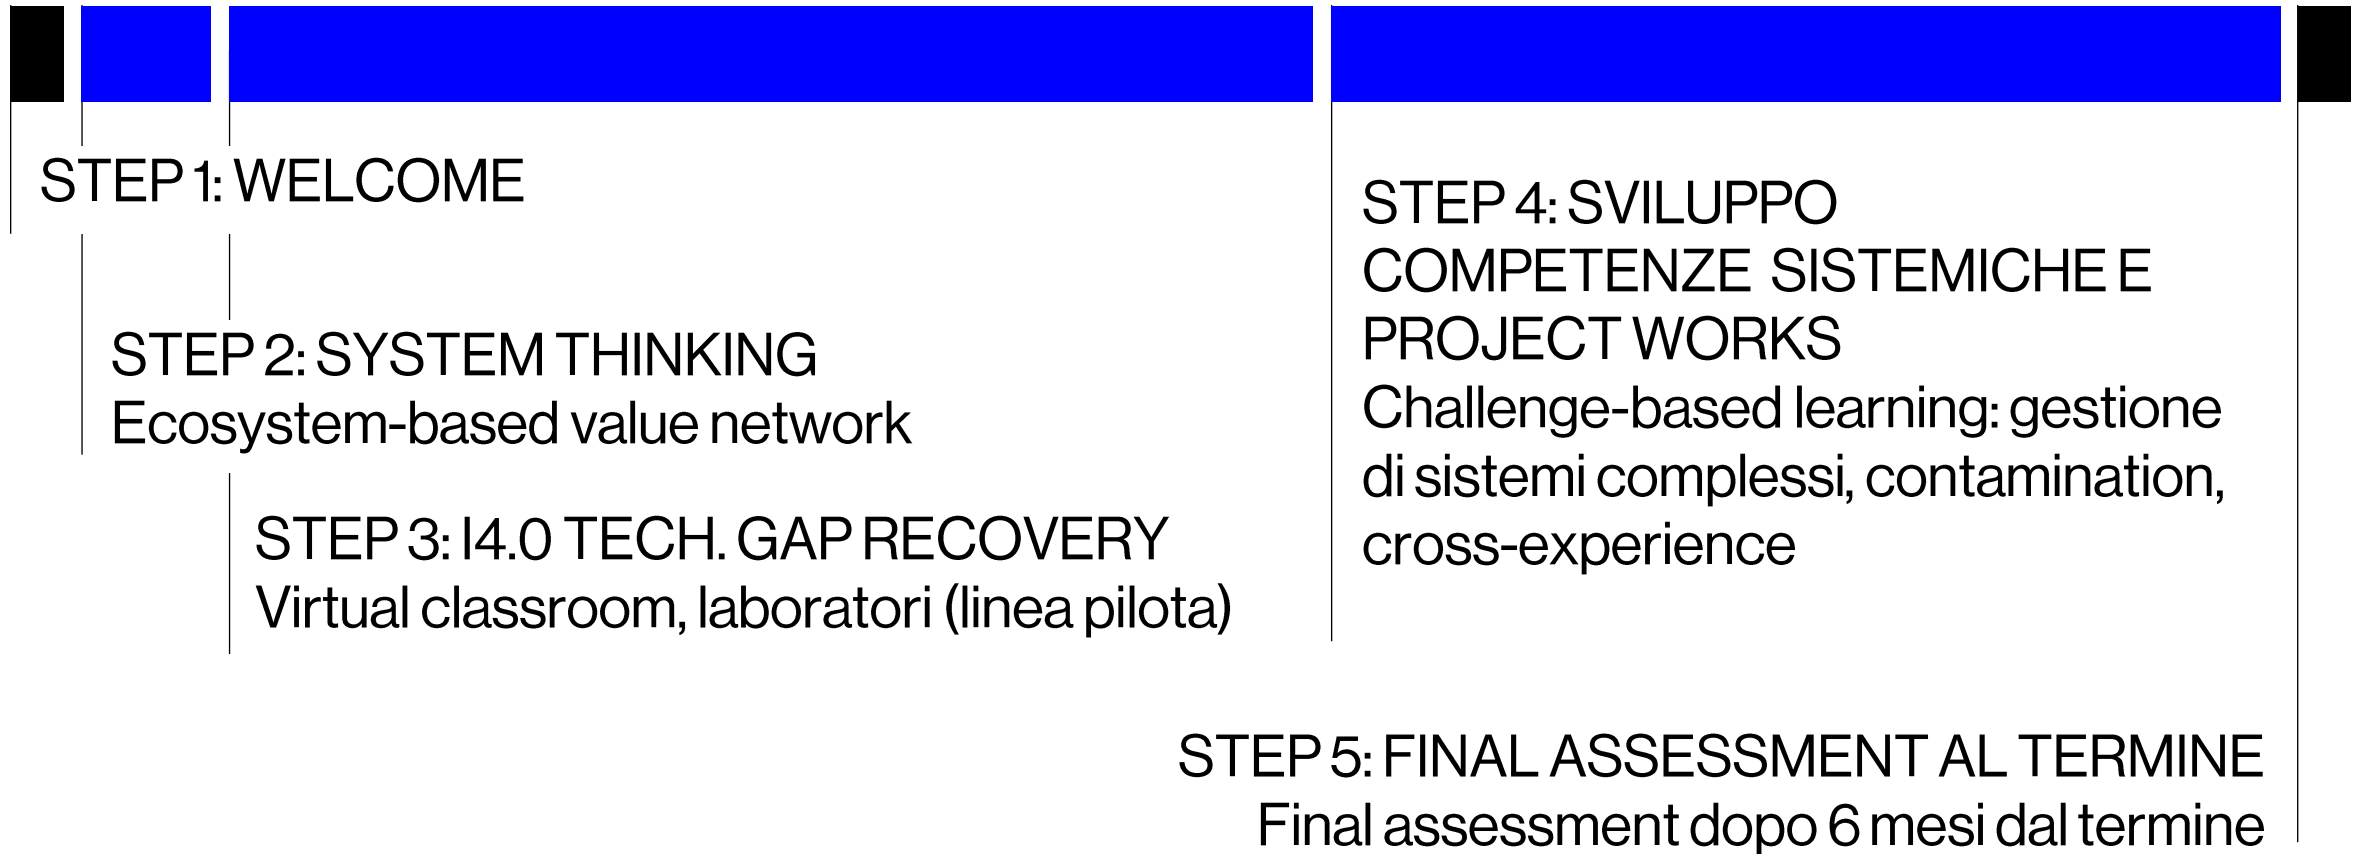 STEP 1: WELCOME
STEP 2: SYSTEM THINKING
Ecosystem-based value network
STEP 3: I4.0 TECH. GAP RECOVERY
Virtual classroom, laboratori (linea pilota)
STEP 4: SVILUPPO
COMPETENZE SISTEMICHE E
PROJECT WORKS
Challenge-based learning: gestione
di sistemi complessi, contamination,
cross-experience
STEP 5: FINAL ASSESSMENT AL TERMINE
Final assessment dopo 6 mesi dal termine